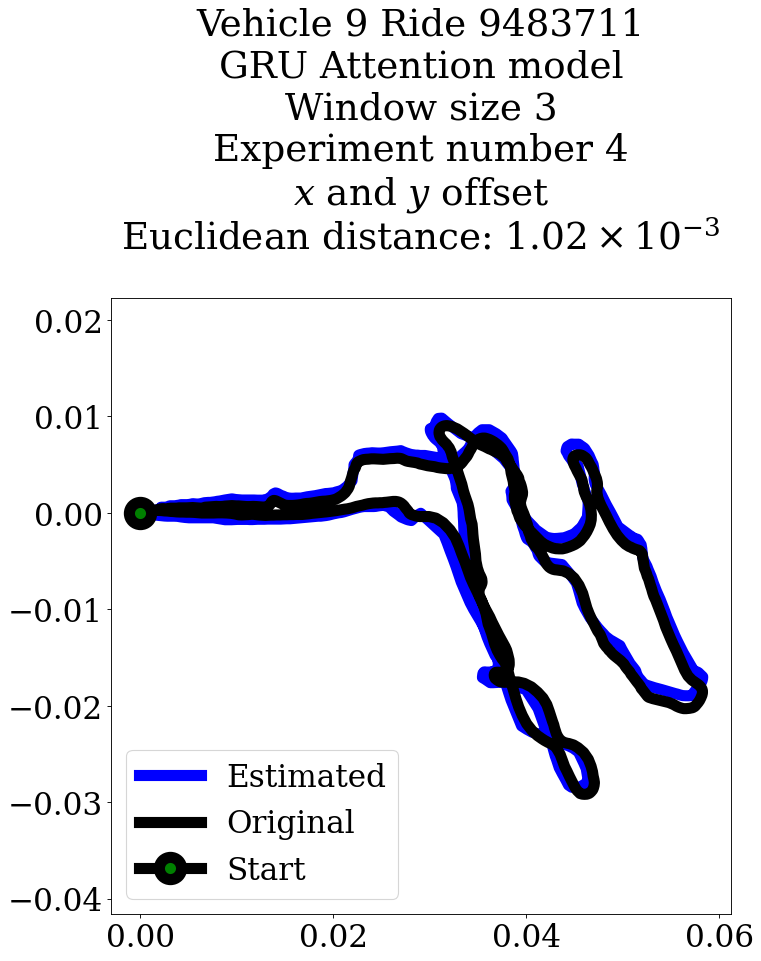 Vehicle 9 Ride 9483711
GRU Attention model
Window size 3
Experiment number 4
x and y offset
Euclidean distance: 1.02 × 10⁻³
0.02
0.01
0.00
−0.01
−0.02
−0.03
−0.04
Estimated
Original
Start
0.00 0.02 0.04 0.06